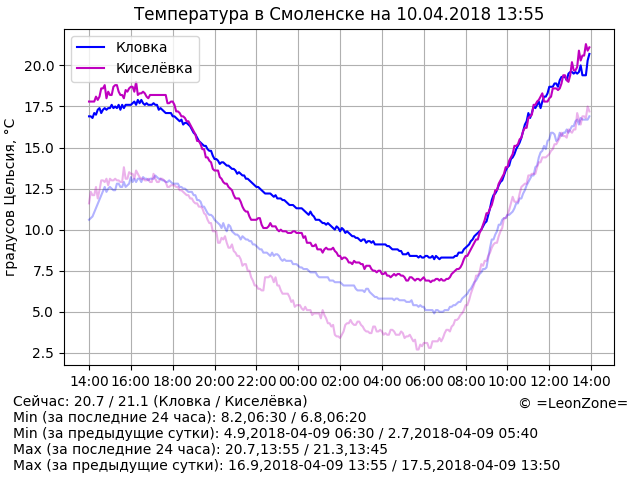 Температура в Смоленске на 10.04.2018 13:55
Кловка
Киселёвка
градусов Цельсия, °C
20.0
17.5
15.0
12.5
10.0
7.5
5.0
2.5
14:00 16:00 18:00 20:00 22:00 00:00 02:00 04:00 06:00 08:00 10:00 12:00 14:00
Сейчас: 20.7 / 21.1 (Кловка / Киселёвка)
© =LeonZone=
Min (за последние 24 часа): 8.2,06:30 / 6.8,06:20
Min (за предыдущие сутки): 4.9,2018-04-09 06:30 / 2.7,2018-04-09 05:40
Max (за последние 24 часа): 20.7,13:55 / 21.3,13:45
Max (за предыдущие сутки): 16.9,2018-04-09 13:55 / 17.5,2018-04-09 13:50